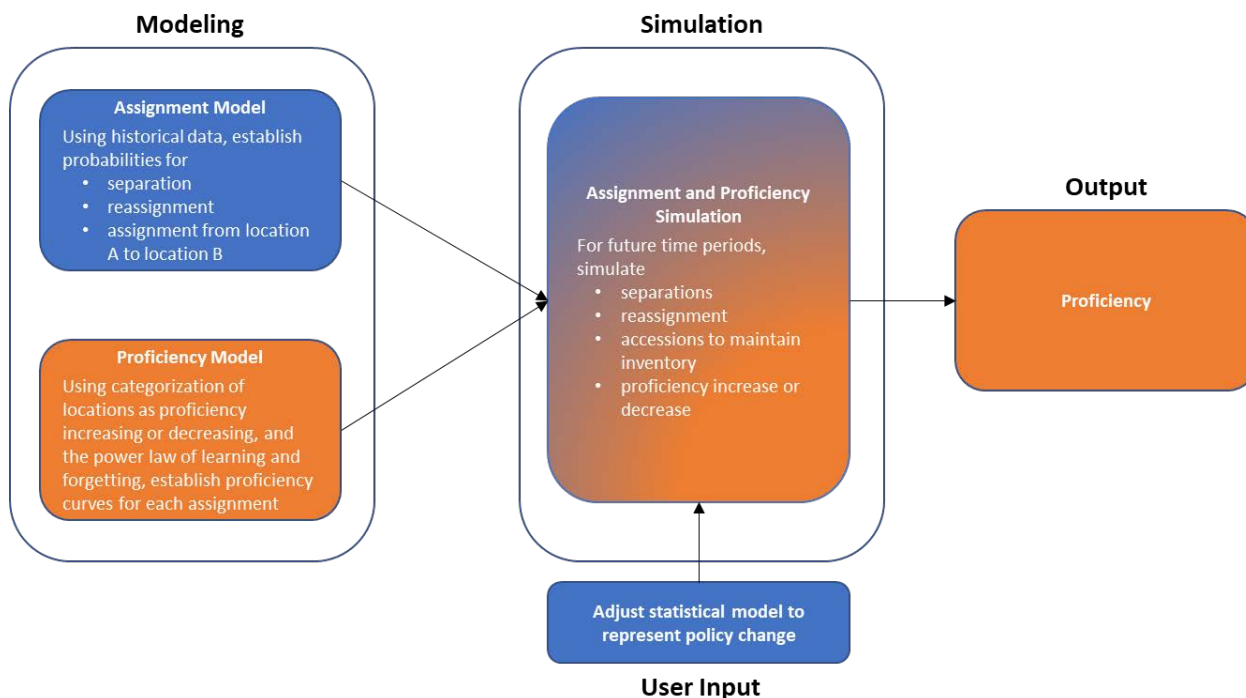 Modeling
Assignment Model
Using historical data, establish
probabilities for
• separation
• reassignment
• assignment from location
A to location B
Proficiency Model
Using categorization of
locations as proficiency
increasing or decreasing, and
the power law of learning and
forgetting, establish proficiency
curves for each assignment
Simulation
Assignment and Proficiency
Simulation
For future time periods,
simulate
• separations
• reassignment
• accessions to maintain
inventory
• proficiency increase or
decrease
Adjust statistical model to
represent policy change
User Input
Output
Proficiency